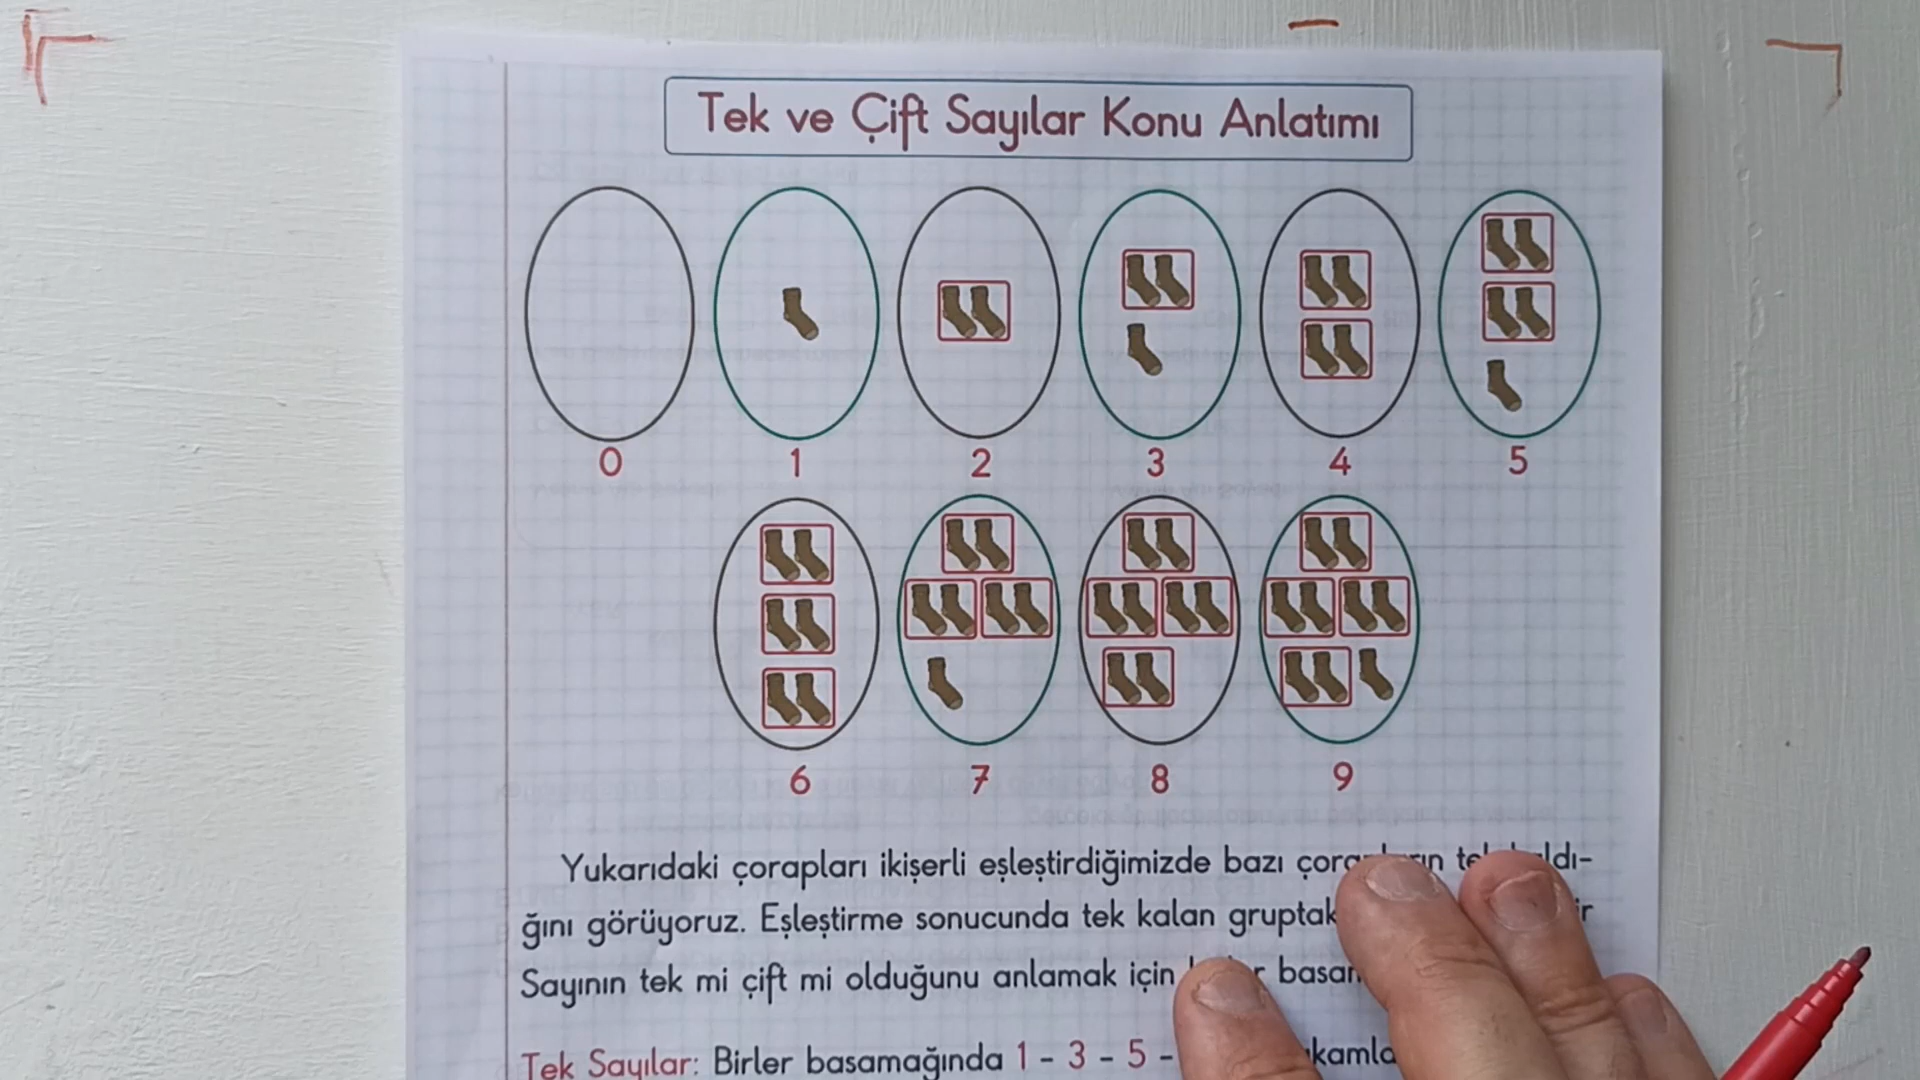 Tek ve Çift Sayılar Konu Anlatımı
0 1 2 3 4 5
6 7 8 9
Yukarıdaki çorapları ikişerli eşleştirdiğimizde bazı
ğını görüyoruz. Eşleştirme sonucunda tek kalan
Sayının tek mi çift mi olduğunu anlamak için
Tek Sayılar: Birler basamağında 1 - 3 - 5 -